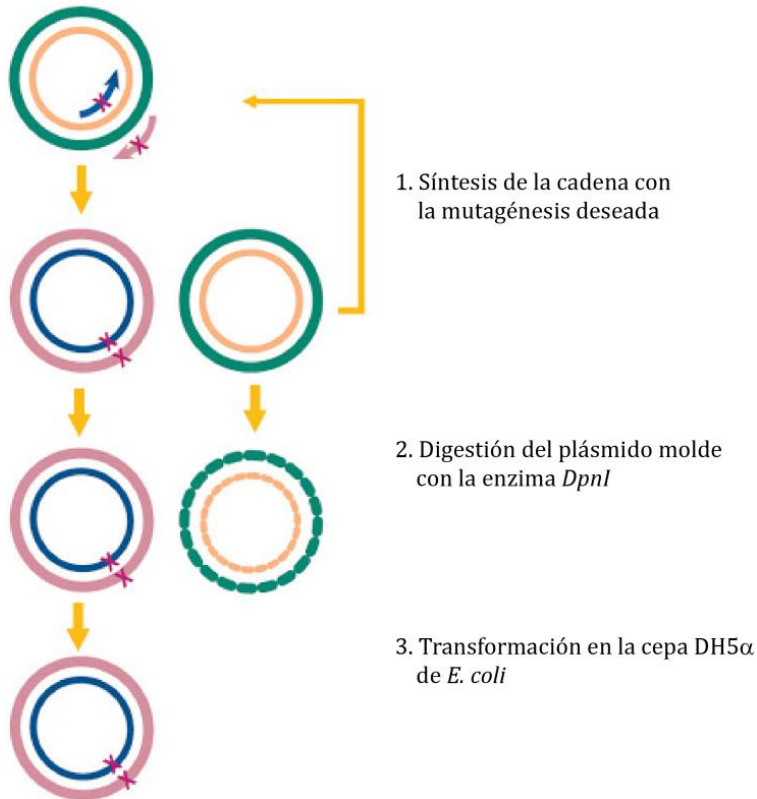 1. Síntesis de la cadena con
la mutagénesis deseada
2. Digestión del plásmido molde
con la enzima DpnI
3. Transformación en la cepa DH5α
de E. coli